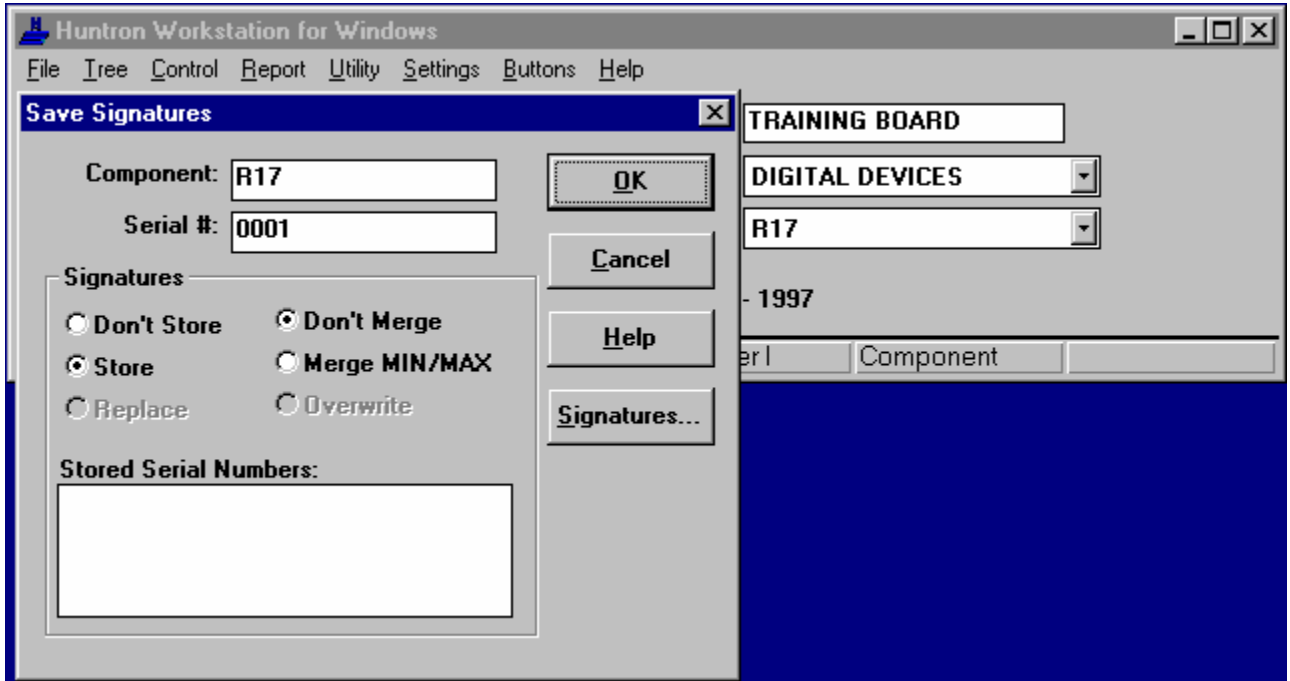 Huntron Workstation for Windows
File Tree Control Report Utility Settings Buttons Help
Save Signatures
Component: R17
Serial #: 0001
Signatures
Don't Store
Don't Merge
Store
Merge MIN/MAX
Replace
Overwrite
Stored Serial Numbers:
OK
Cancel
Help
Signatures...
TRAINING BOARD
DIGITAL DEVICES
R17
- 1997
Component